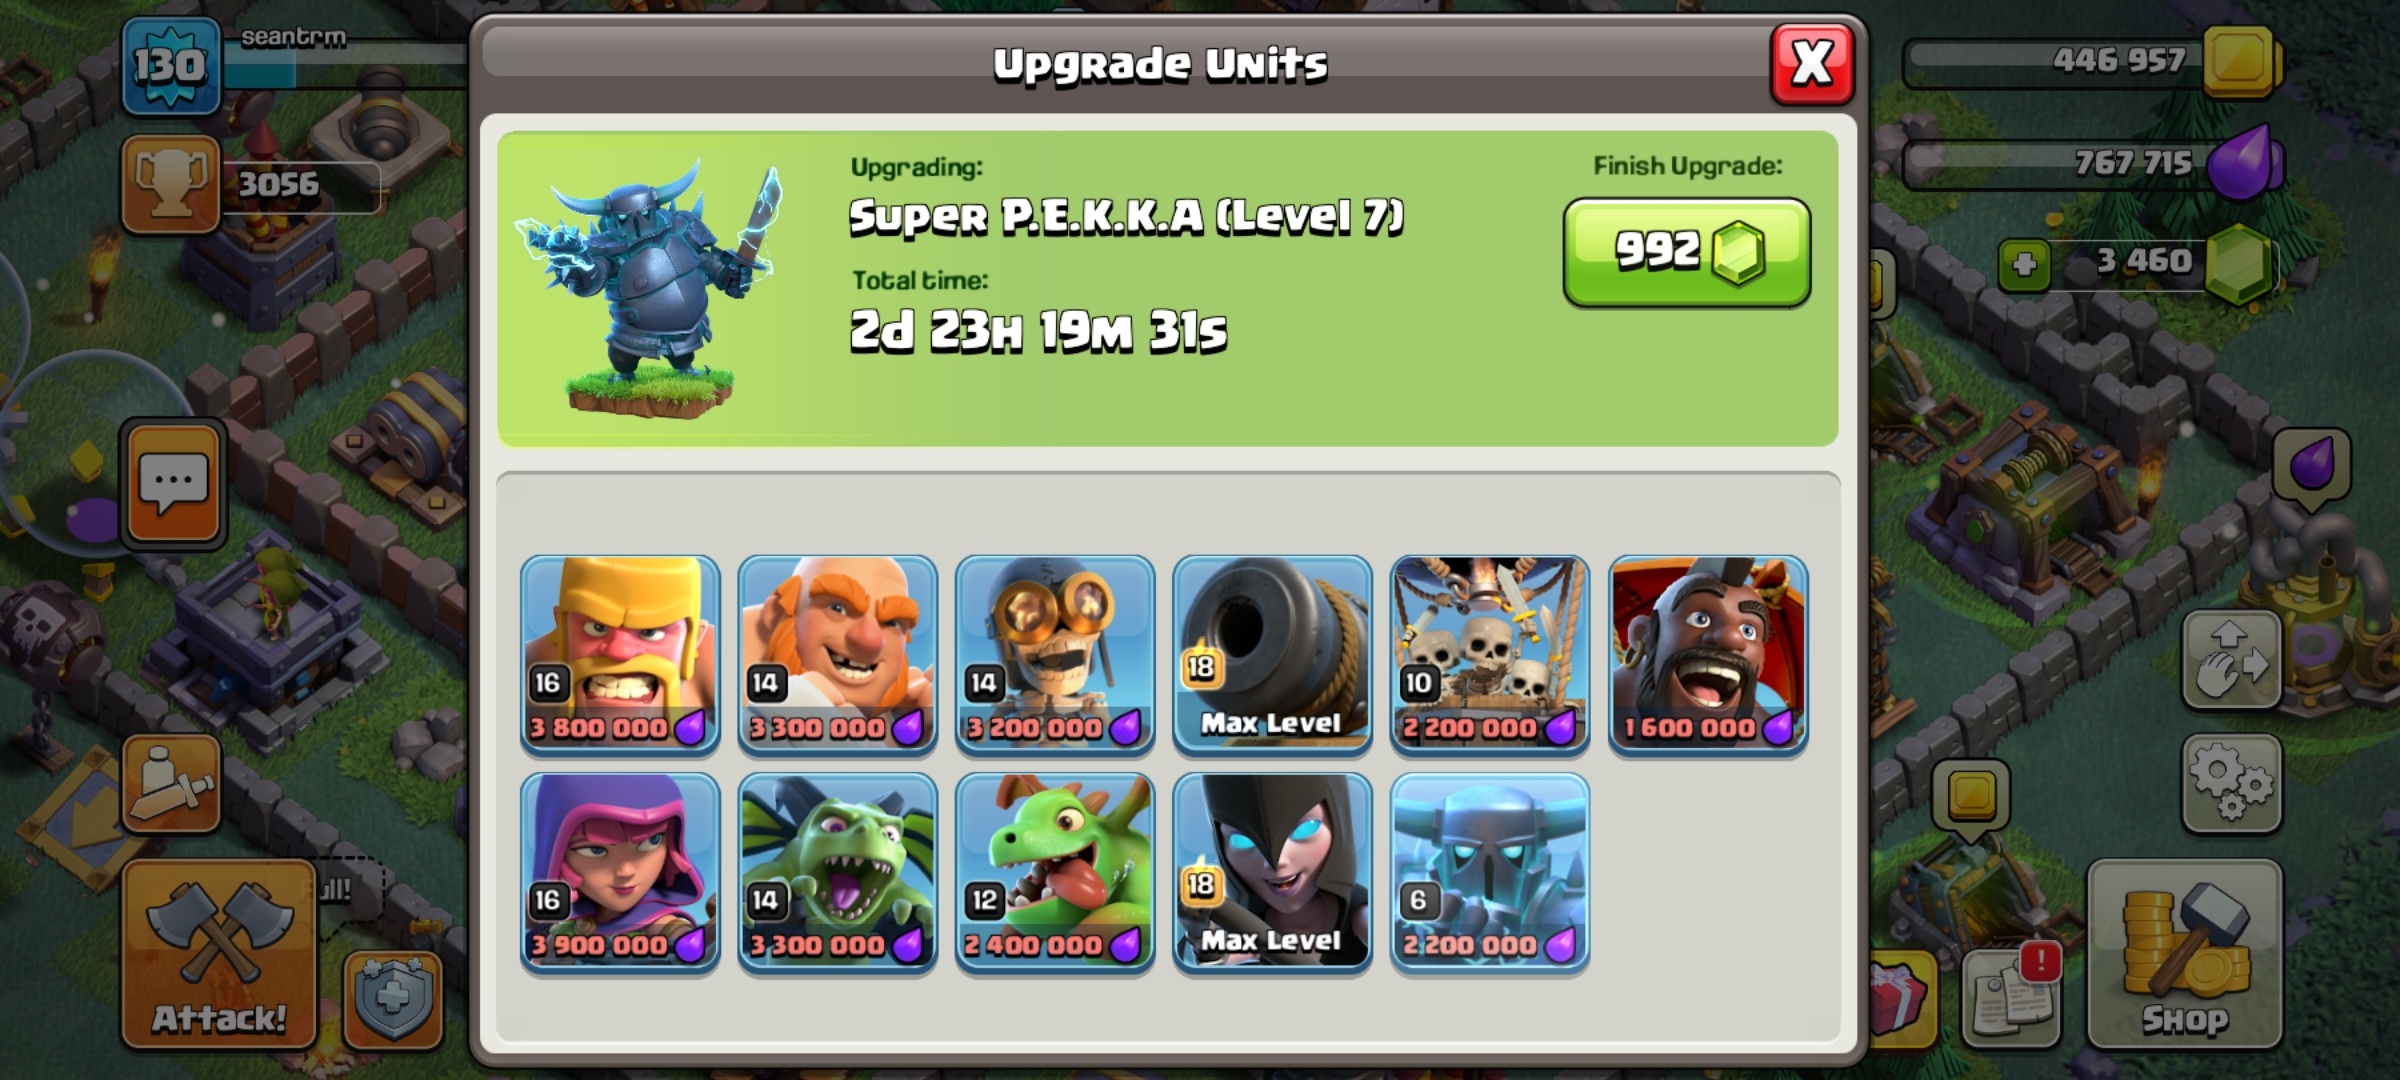 130
seantrm
3056
Upgrade Units
X
446 957
767 715
3 460
Upgrading:
Super P.E.K.K.A (Level 7)
Total time:
2d 23H 19M 31s
Finish Upgrade:
992
16
3 800 000
14
3 300 000
14
3 200 000
18
Max Level
10
2 200 000
1 600 000
16
3 900 000
14
3 300 000
12
2 400 000
18
Max Level
6
2 200 000
Attack!
!
Shop